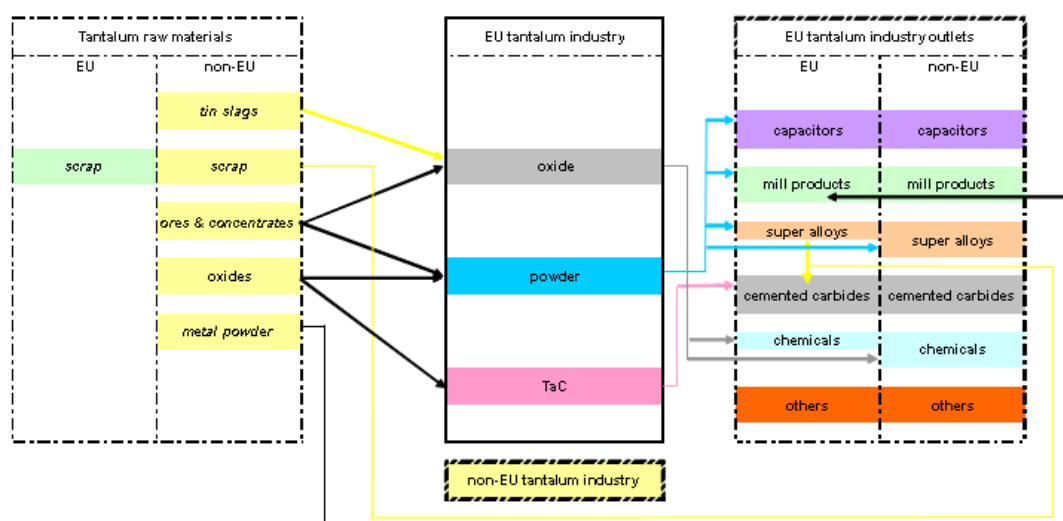 Tantalum raw materials
EU tantalum industry
EU tantalum industry outlets
EU
non-EU
EU
non-EU
tin slags
capacitors
capacitors
scrap
scrap
oxide
mill products
mill products
ores & concentrates
super alloys
super alloys
oxides
powder
cemented carbides
cemented carbides
metal powder
chemicals
chemicals
TaC
others
others
non-EU tantalum industry